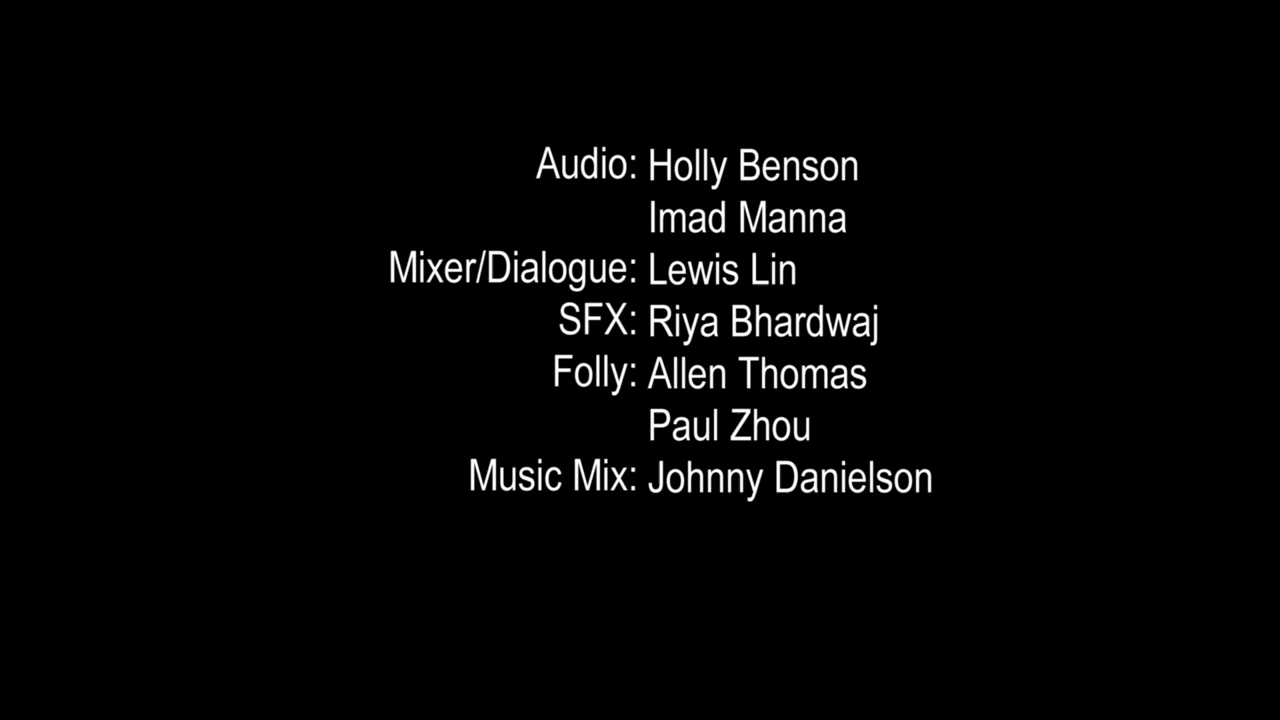 Audio: Holly Benson
Imad Manna
Mixer/Dialogue: Lewis Lin
SFX: Riya Bhardwaj
Folly: Allen Thomas
Paul Zhou
Music Mix: Johnny Danielson